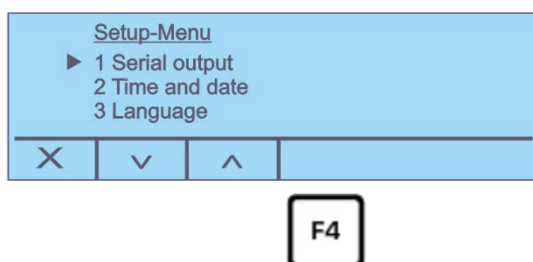 Setup-Menu
1 Serial output
2 Time and date
3 Language
F4